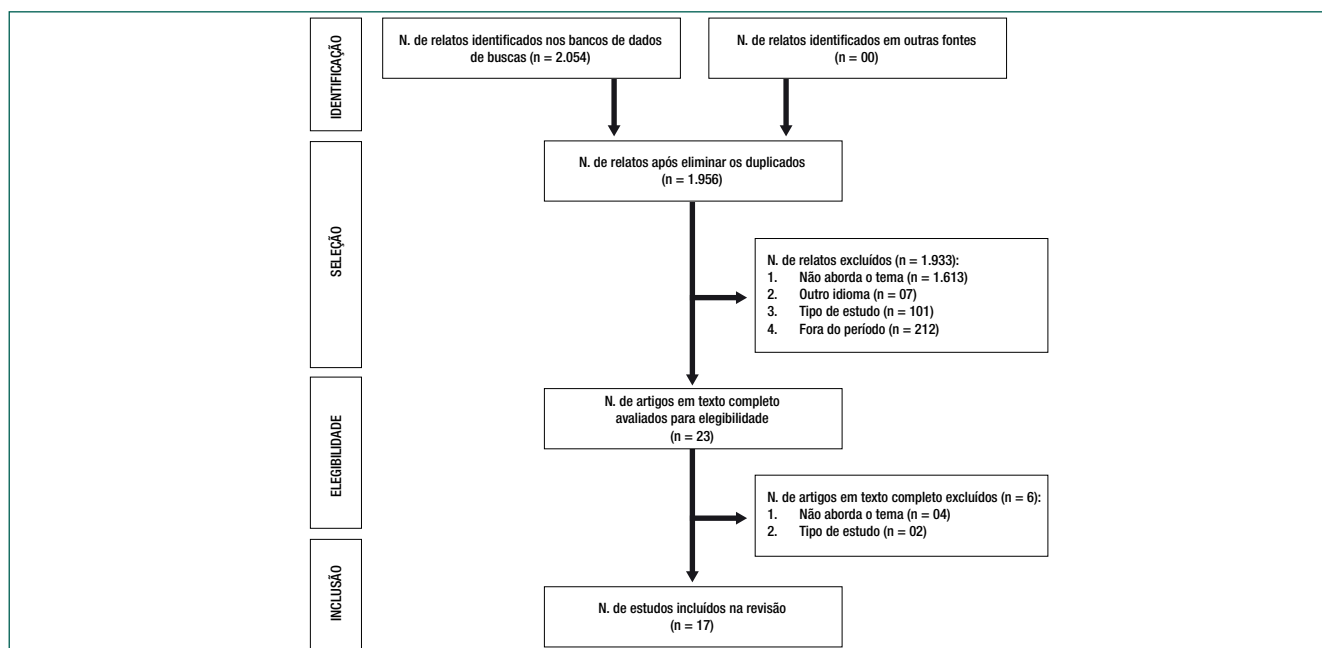 IDENTIFICAÇÃO
N. de relatos identificados nos bancos de dados
de buscas (n = 2.054)
N. de relatos identificados em outras fontes
(n = 00)
SELEÇÃO
N. de relatos após eliminar os duplicados
(n = 1.956)
N. de relatos excluídos (n = 1.933):
1. Não aborda o tema (n = 1.613)
2. Outro idioma (n = 07)
3. Tipo de estudo (n = 101)
4. Fora do período (n = 212)
ELEGIBILIDADE
N. de artigos em texto completo
avaliados para elegibilidade
(n = 23)
N. de artigos em texto completo excluídos (n = 6):
1. Não aborda o tema (n = 04)
2. Tipo de estudo (n = 02)
INCLUSÃO
N. de estudos incluídos na revisão
(n = 17)